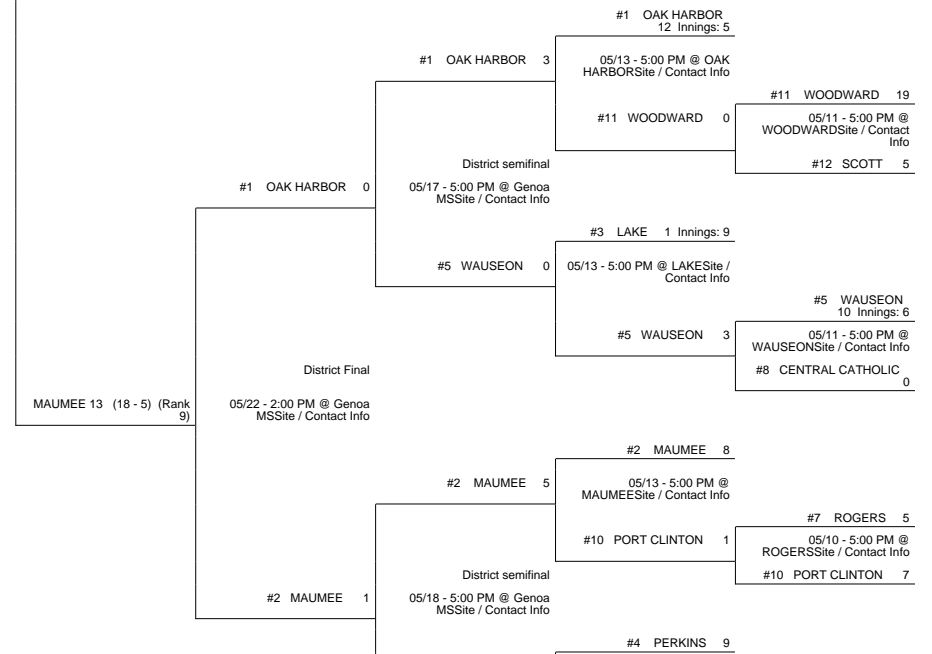 #1 OAK HARBOR
12 Innings: 5
#1 OAK HARBOR 3
05/13 - 5:00 PM @ OAK
HARBORSite / Contact Info
#11 WOODWARD 19
#11 WOODWARD 0
05/11 - 5:00 PM @
WOODWARDSite / Contact
Info
#12 SCOTT 5
District semifinal
#1 OAK HARBOR 0
05/17 - 5:00 PM @ Genoa
MSSite / Contact Info
#3 LAKE 1 Innings: 9
#5 WAUSEON 0
05/13 - 5:00 PM @ LAKESite /
Contact Info
#5 WAUSEON
10 Innings: 6
#5 WAUSEON 3
05/11 - 5:00 PM @
WAUSEONSite / Contact Info
#8 CENTRAL CATHOLIC
0
District Final
MAUMEE 13 (18 - 5) (Rank
9)
05/22 - 2:00 PM @ Genoa
MSSite / Contact Info
#2 MAUMEE 8
#2 MAUMEE 5
05/13 - 5:00 PM @
MAUMEESite / Contact Info
#7 ROGERS 5
#10 PORT CLINTON 1
05/10 - 5:00 PM @
ROGERSSite / Contact Info
#10 PORT CLINTON 7
District semifinal
#2 MAUMEE 1
05/18 - 5:00 PM @ Genoa
MSSite / Contact Info
#4 PERKINS 9